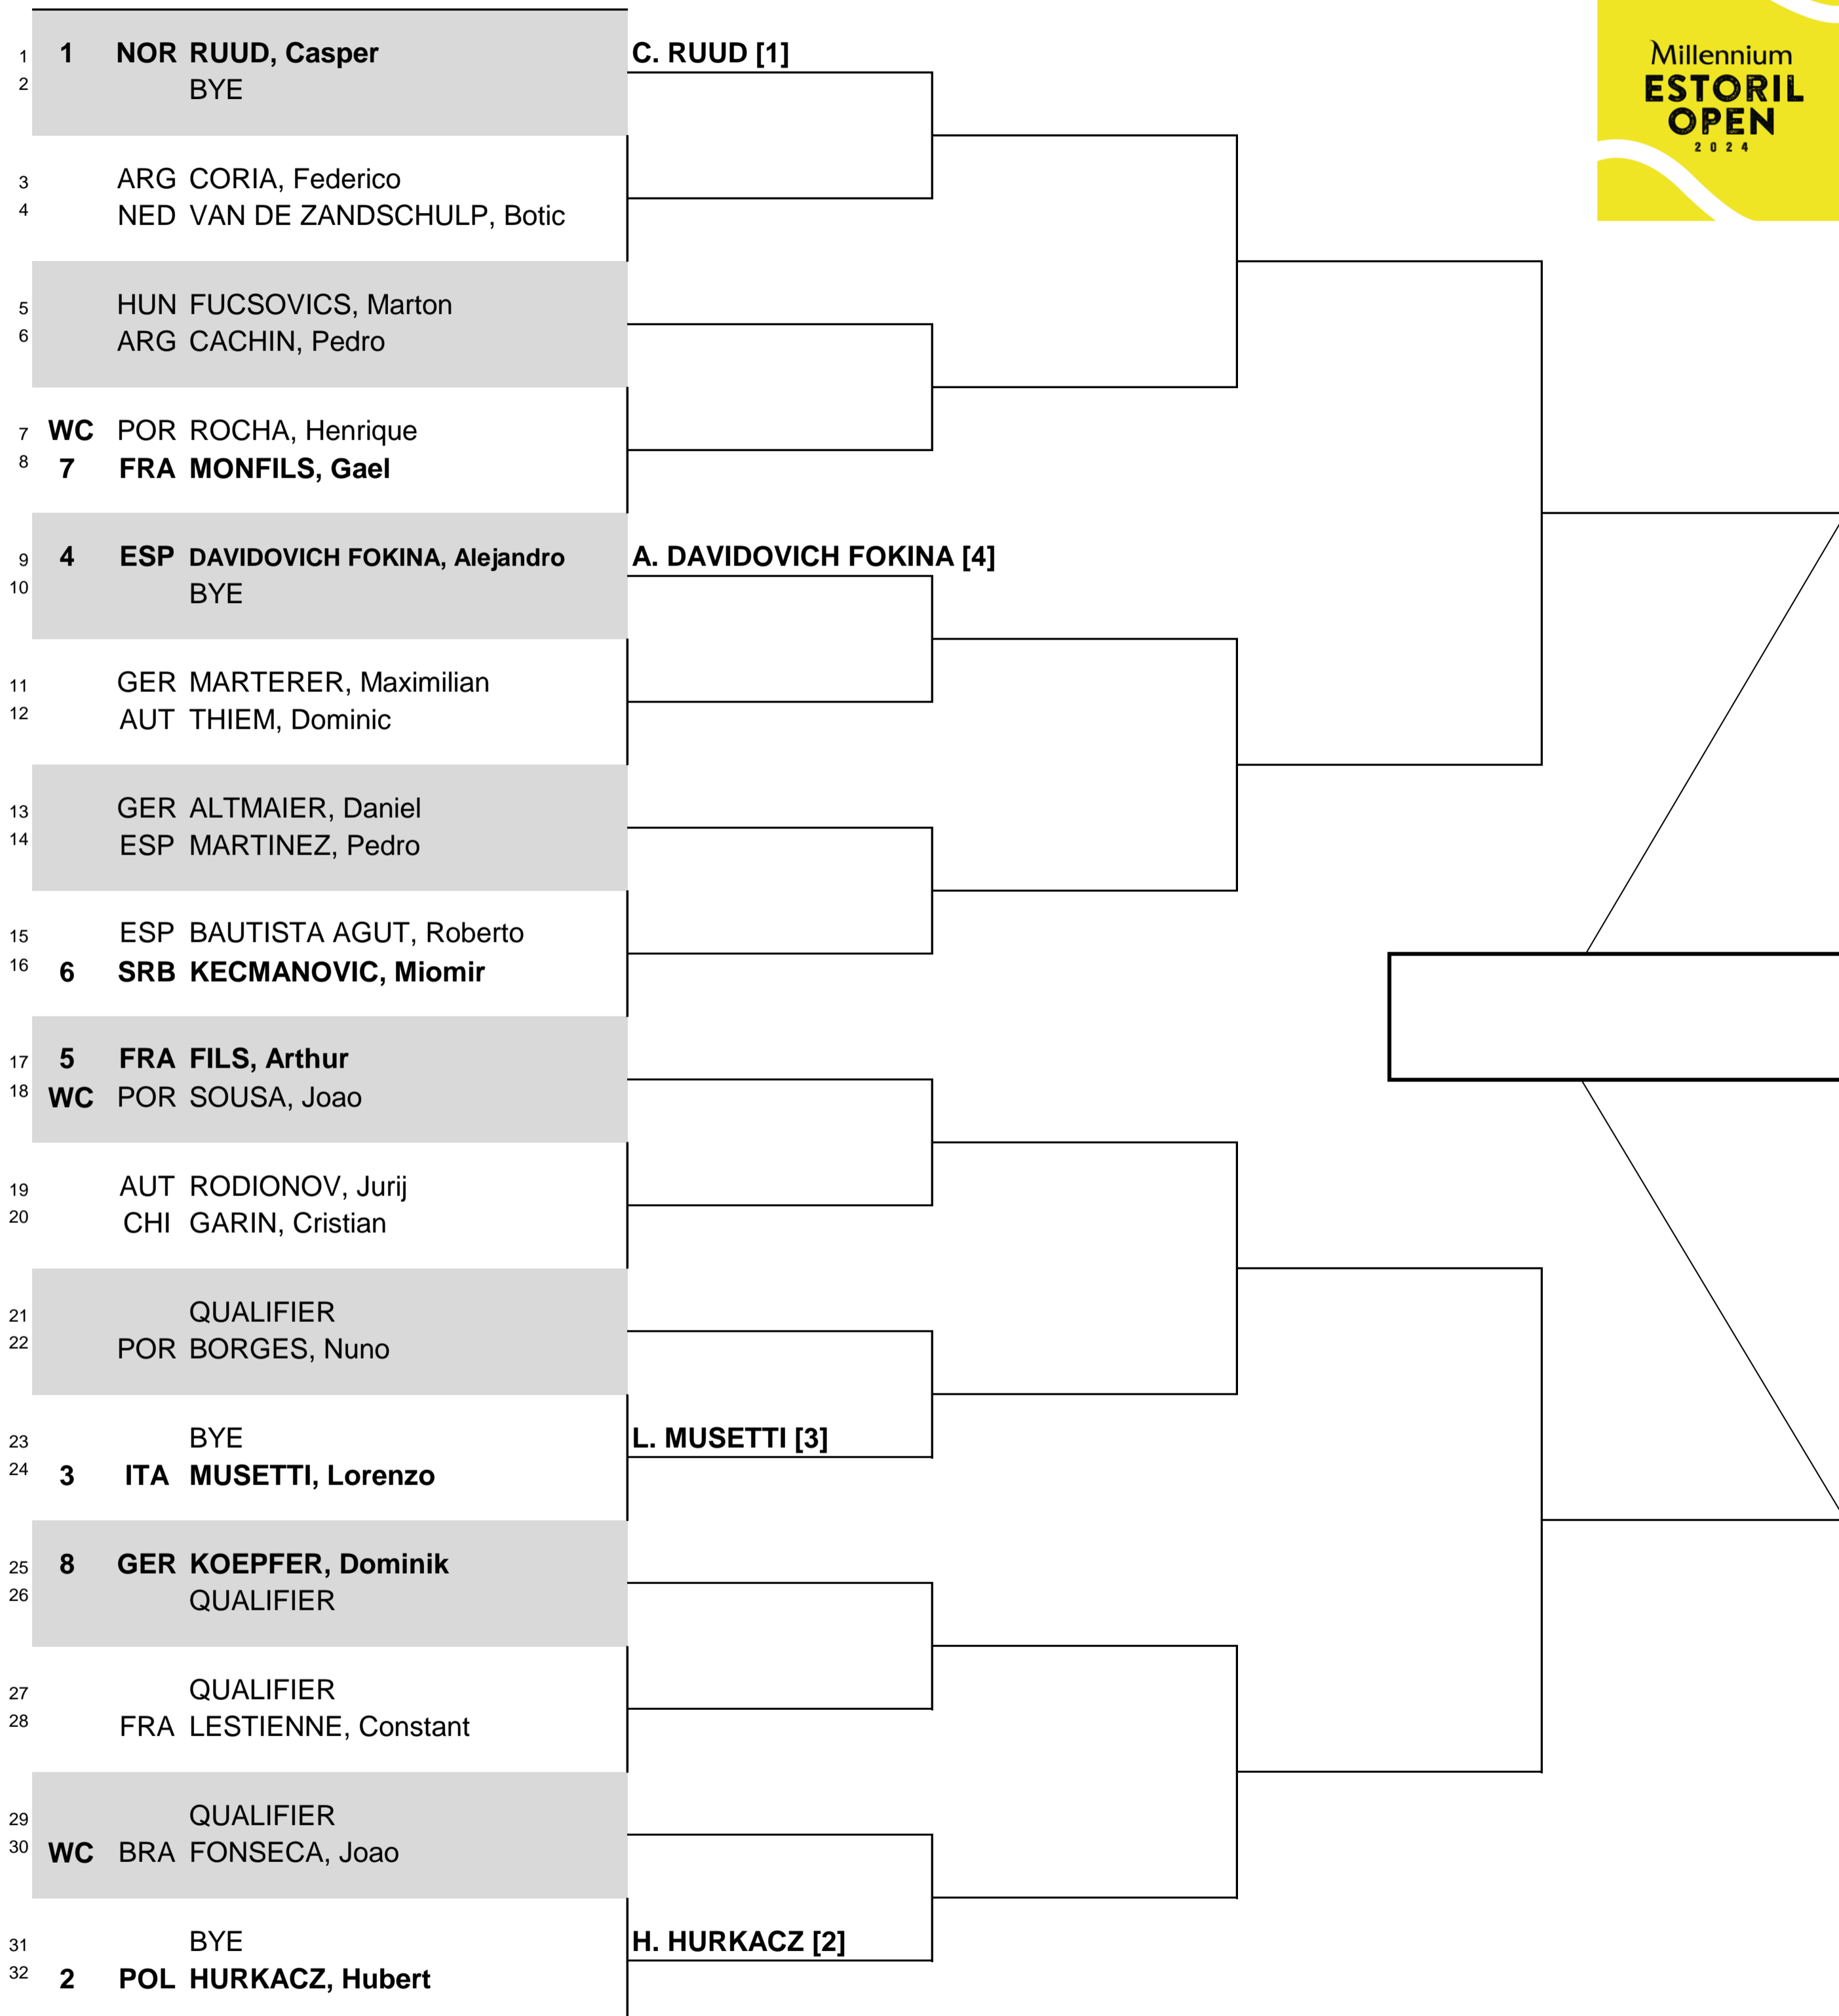 Millennium
ESTORIL
OPEN
2024
1 1 NOR RUUD, Casper C. RUUD [1]
2 BYE
3 ARG CORIA, Federico
4 NED VAN DE ZANDSCHULP, Botic
5 HUN FUCSOVICS, Marton
6 ARG CACHIN, Pedro
7 WC POR ROCHA, Henrique
8 7 FRA MONFILS, Gael
9 4 ESP DAVIDOVICH FOKINA, Alejandro A. DAVIDOVICH FOKINA [4]
10 BYE
11 GER MARTERER, Maximilian
12 AUT THIEM, Dominic
13 GER ALTMAIER, Daniel
14 ESP MARTINEZ, Pedro
15 ESP BAUTISTA AGUT, Roberto
16 6 SRB KECMANOVIC, Miomir
17 5 FRA FILS, Arthur
18 WC POR SOUSA, Joao
19 AUT RODIONOV, Jurij
20 CHI GARIN, Cristian
21 QUALIFIER
22 POR BORGES, Nuno
23 BYE L. MUSETTI [3]
24 3 ITA MUSETTI, Lorenzo
25 8 GER KOEPFER, Dominik
26 QUALIFIER
27 QUALIFIER
28 FRA LESTIENNE, Constant
29 QUALIFIER
30 WC BRA FONSECA, Joao
31 BYE H. HURKACZ [2]
32 2 POL HURKACZ, Hubert